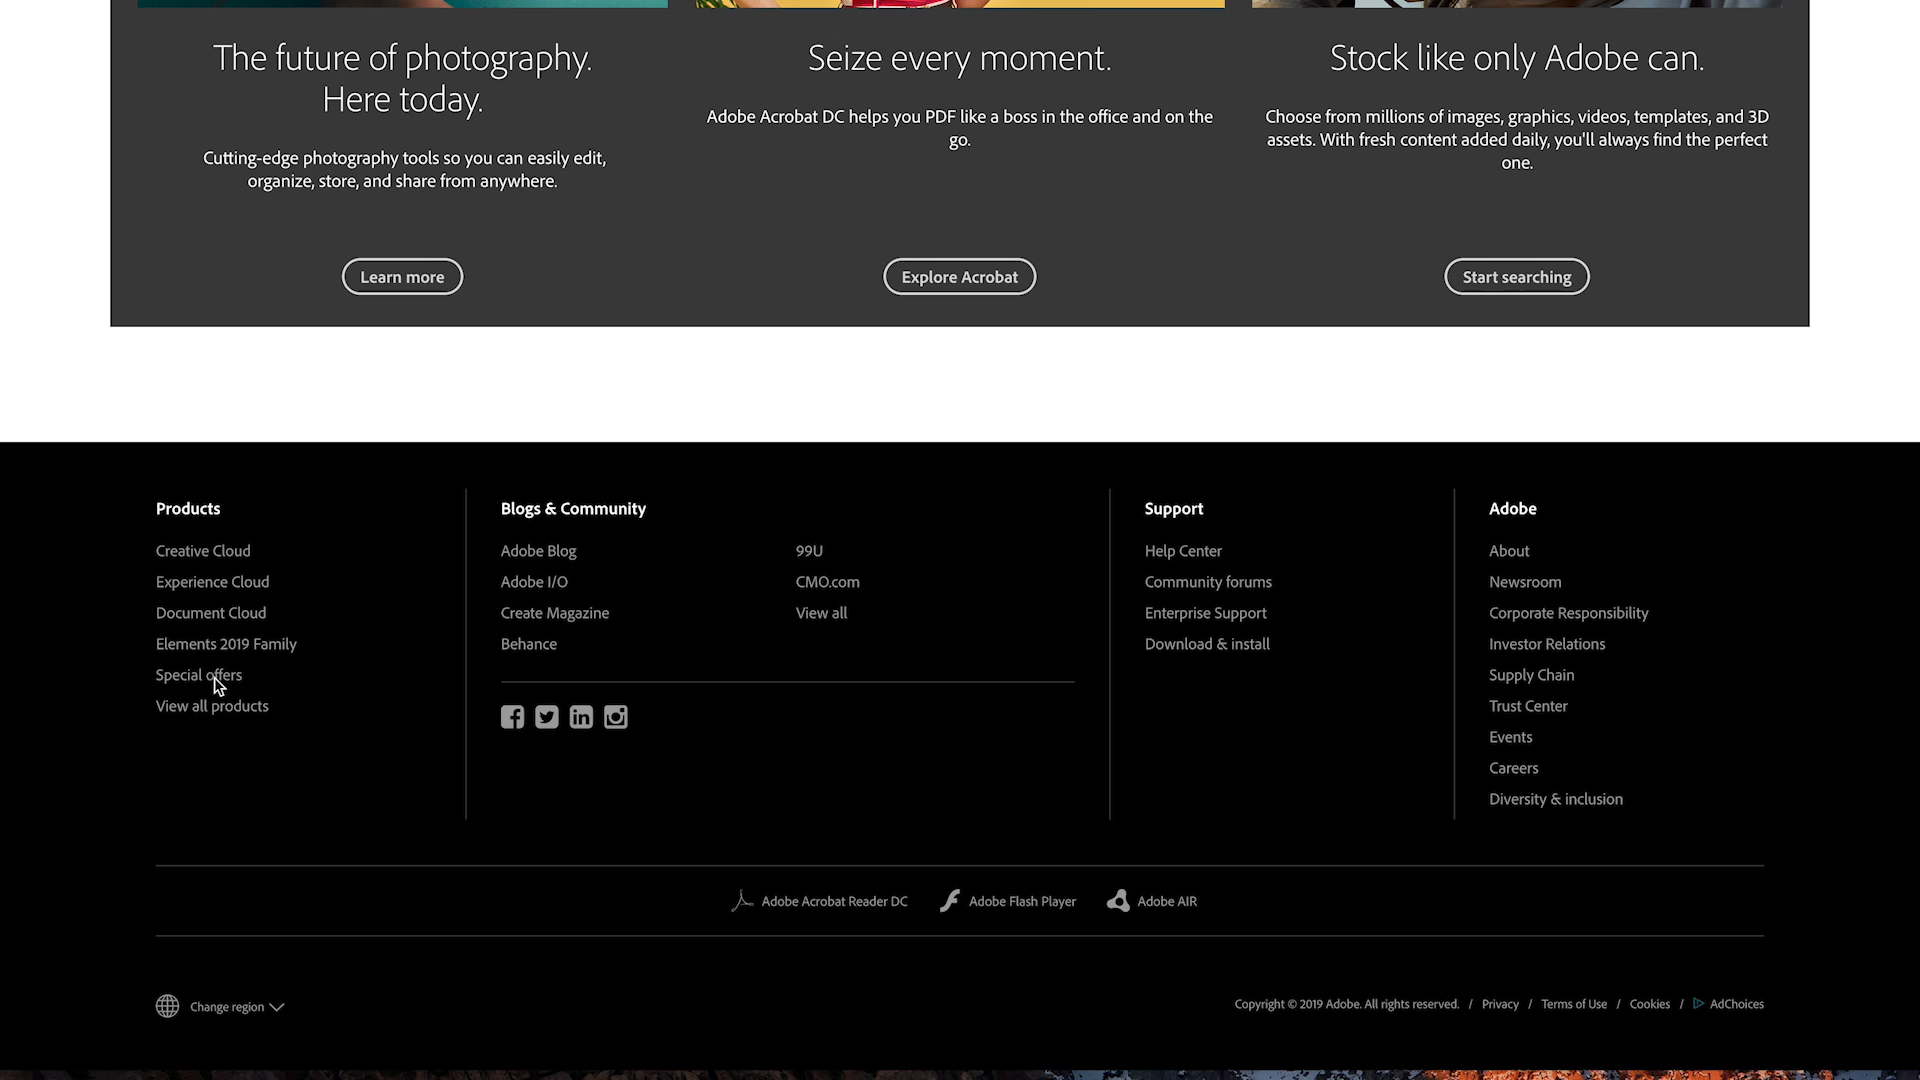 The future of photography.
Here today.
Cutting-edge photography tools so you can easily edit,
organize, store, and share from anywhere.
Learn more
Seize every moment.
Adobe Acrobat DC helps you PDF like a boss in the office and on the
go.
Explore Acrobat
Stock like only Adobe can.
Choose from millions of images, graphics, videos, templates, and 3D
assets. With fresh content added daily, you'll always find the perfect
one.
Start searching
Products
Creative Cloud
Experience Cloud
Document Cloud
Elements 2019 Family
Special offers
View all products
Blogs & Community
Adobe Blog
Adobe I/O
Create Magazine
Behance
99U
CMO.com
View all
Support
Help Center
Community forums
Enterprise Support
Download & install
Adobe
About
Newsroom
Corporate Responsibility
Investor Relations
Supply Chain
Trust Center
Events
Careers
Diversity & inclusion
Adobe Acrobat Reader DC
Adobe Flash Player
Adobe AIR
Change region
Copyright © 2019 Adobe. All rights reserved. / Privacy / Terms of Use / Cookies / AdChoices